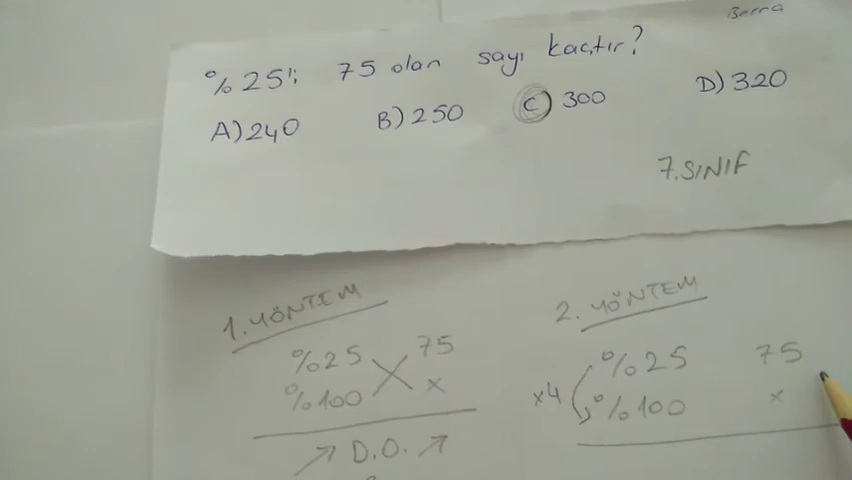 Berra
%25'i 75 olan sayı kaçtır?
A) 240 B) 250 C) 300 D) 320
7. SINIF
1. YÖNTEM
%25 75
%100 x
↗ D.O. ↗
2. YÖNTEM
%25 75
x4
%100 x